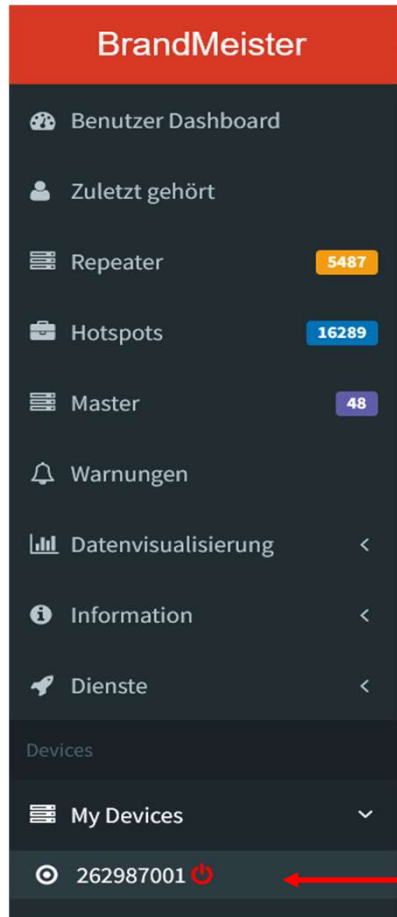 BrandMeister
Benutzer Dashboard
Zuletzt gehört
Repeater 5487
Hotspots 16289
Master 48
Warnungen
Datenvisualisierung
Information
Dienste
Devices
My Devices
262987001